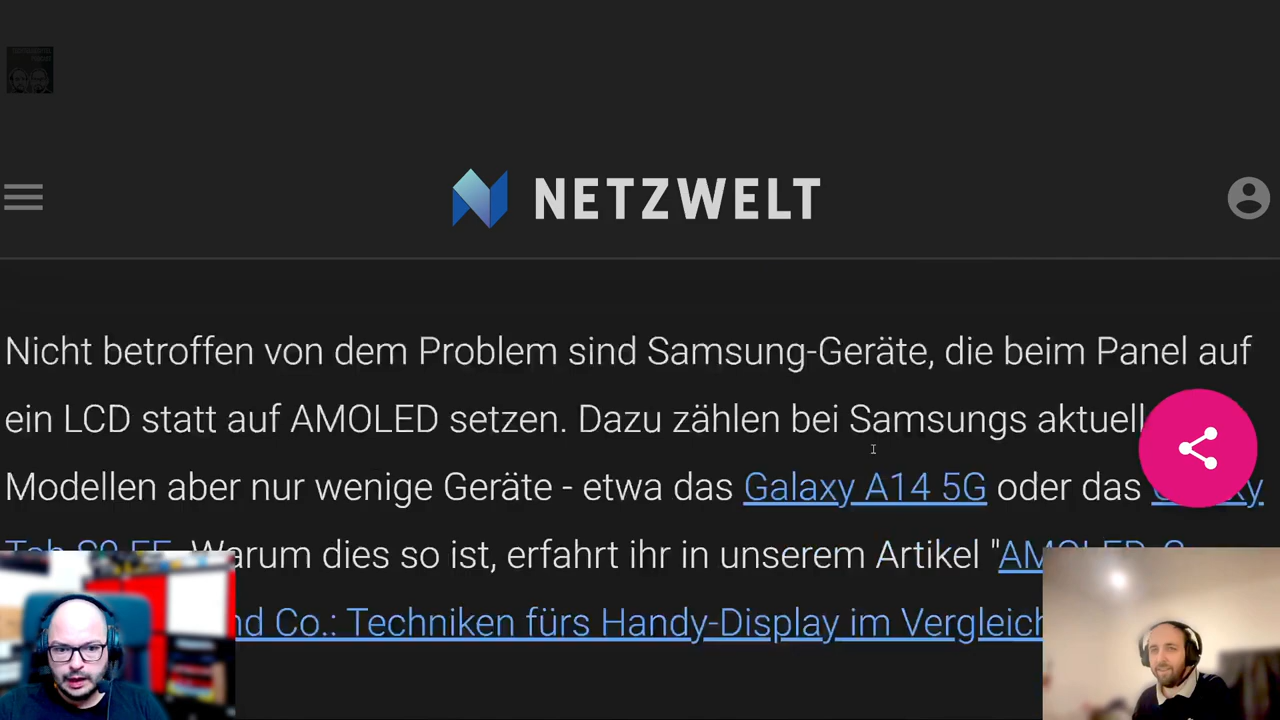 NETZWELT
Nicht betroffen von dem Problem sind Samsung-Geräte, die beim Panel auf
ein LCD statt auf AMOLED setzen. Dazu zählen bei Samsungs aktuell
Modellen aber nur wenige Geräte - etwa das Galaxy A14 5G oder das
Warum dies so ist, erfahrt ihr in unserem Artikel "AMOLED,
nd Co.: Techniken fürs Handy-Display im Vergleich